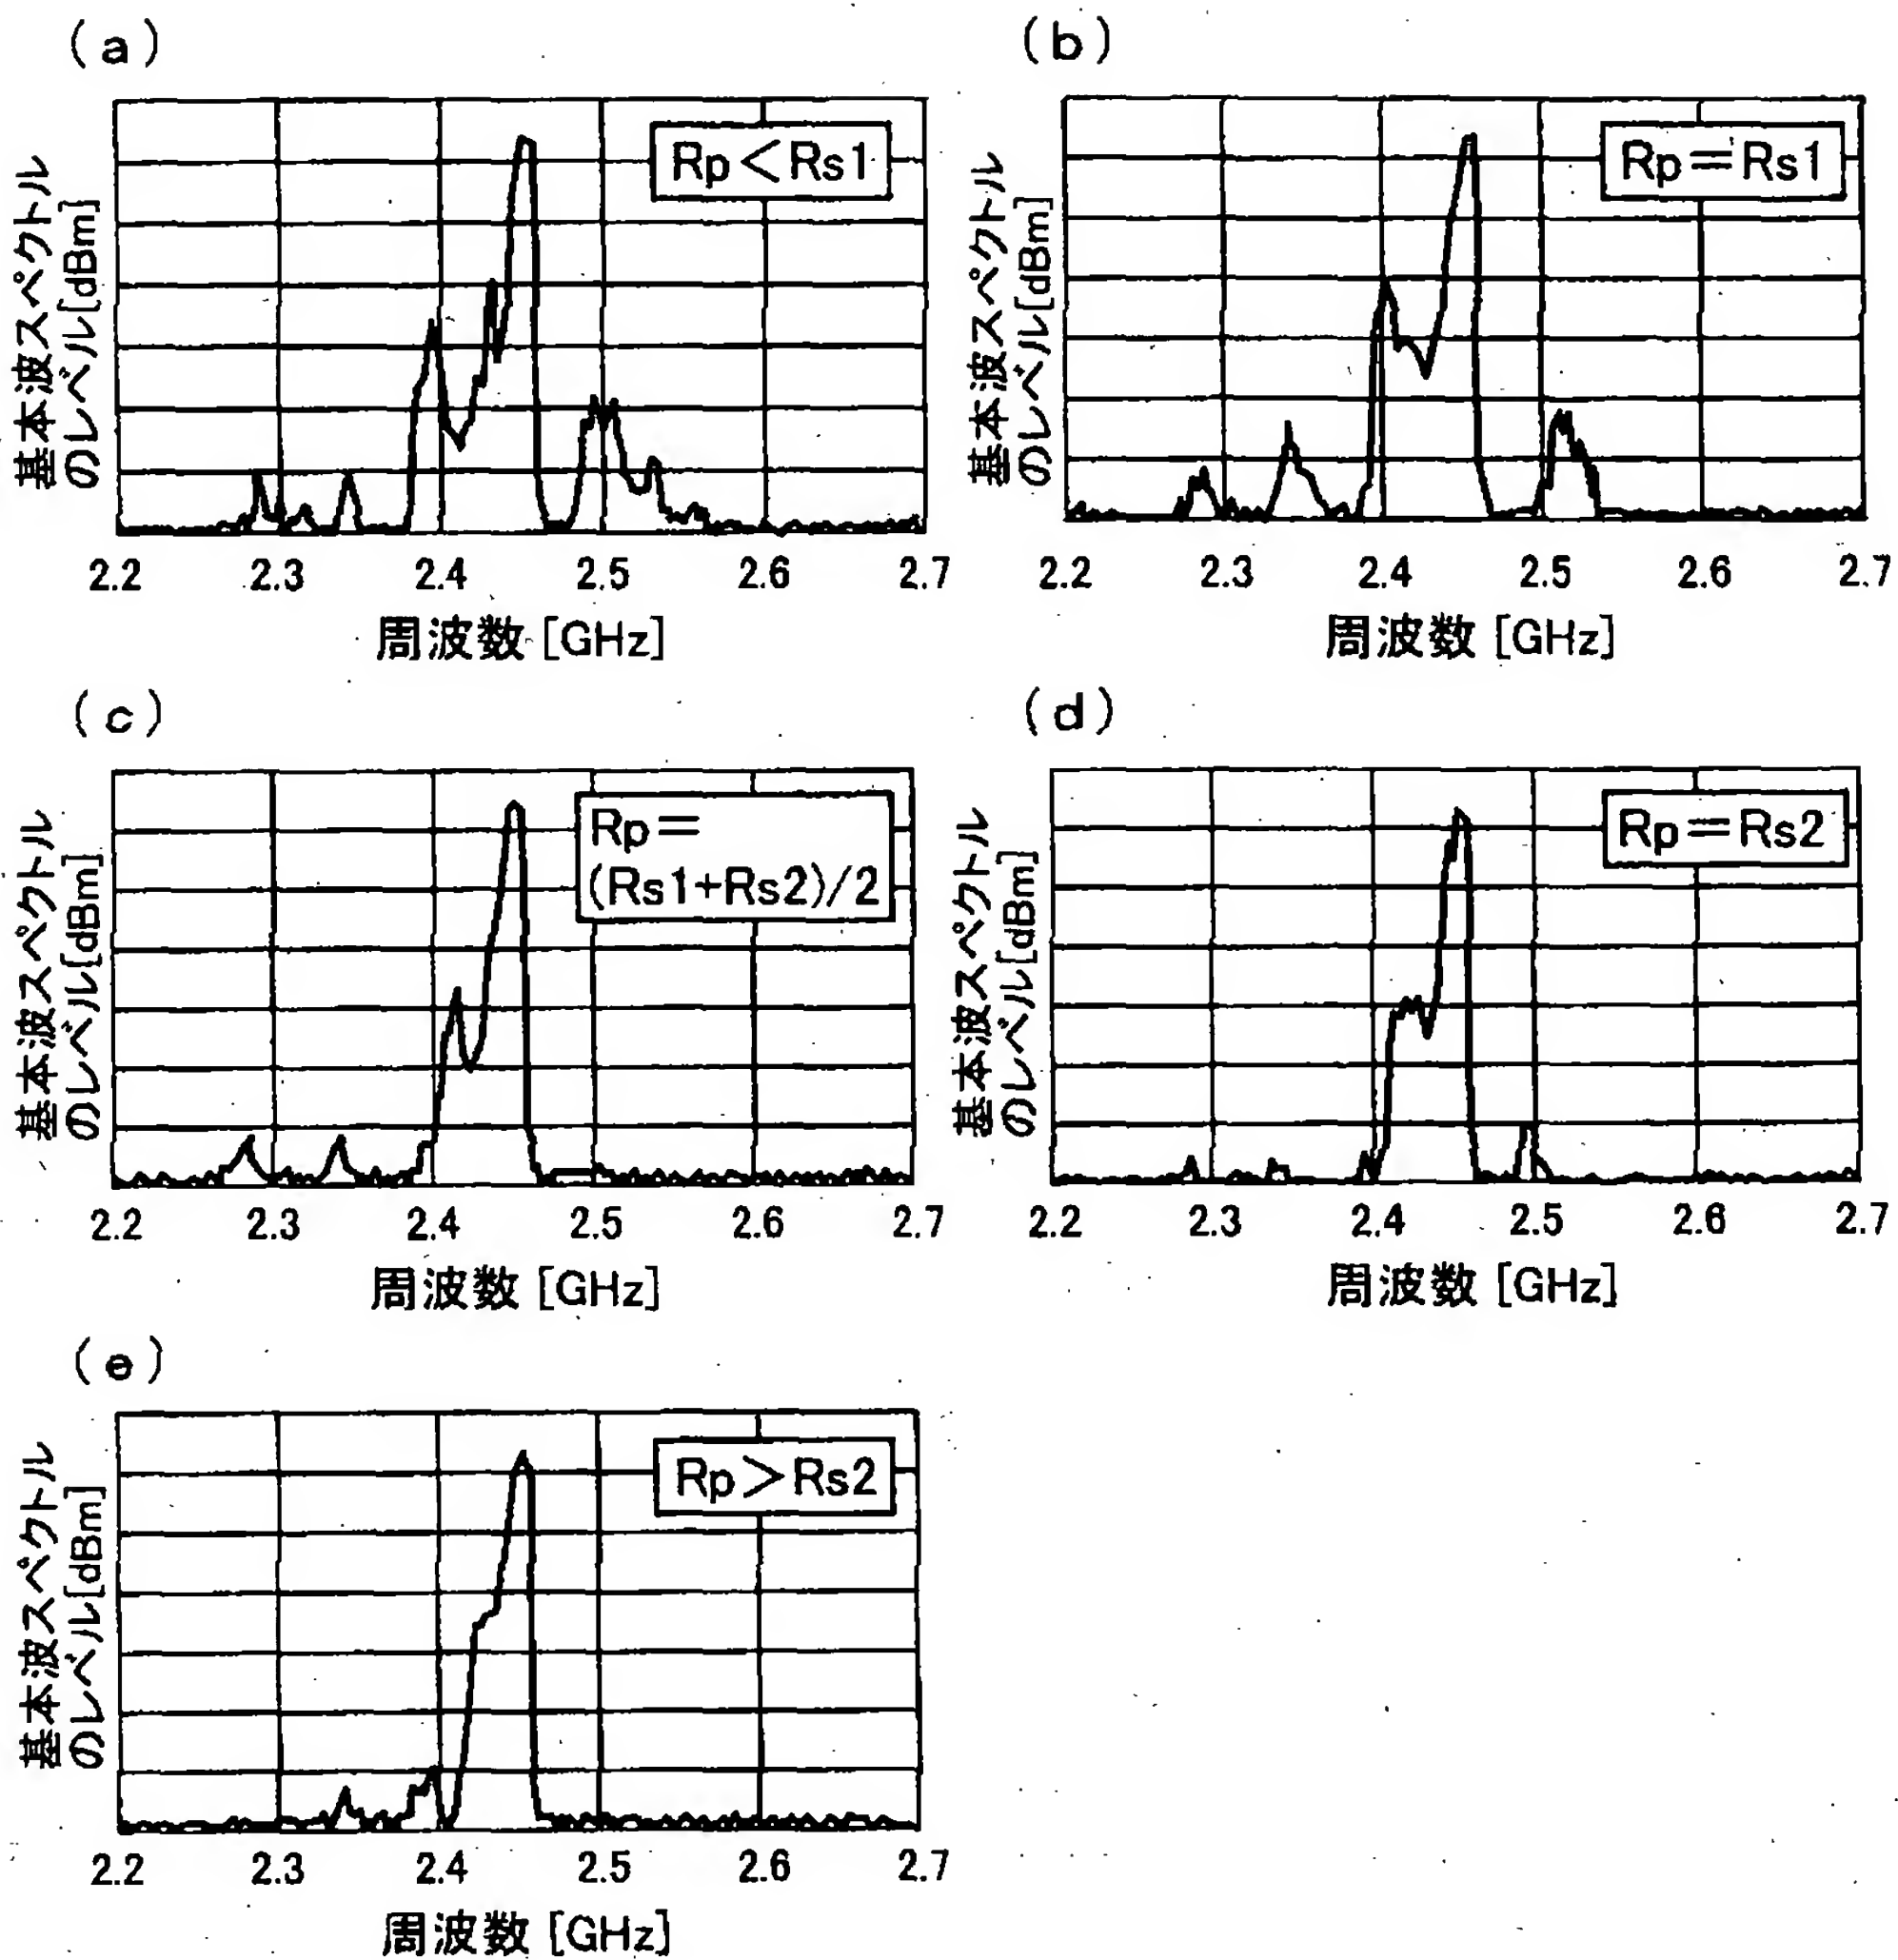 (a)
基本波スペクトル
のレベル[dBm]
Rp<Rs1
2.2 2.3 2.4 2.5 2.6 2.7
周波数 [GHz]
(b)
基本波スペクトル
のレベル[dBm]
Rp=Rs1
2.2 2.3 2.4 2.5 2.6 2.7
周波数 [GHz]
(c)
基本波スペクトル
のレベル[dBm]
Rp=
(Rs1+Rs2)/2
2.2 2.3 2.4 2.5 2.6 2.7
周波数 [GHz]
(d)
基本波スペクトル
のレベル[dBm]
Rp=Rs2
2.2 2.3 2.4 2.5 2.6 2.7
周波数 [GHz]
(e)
基本波スペクトル
のレベル[dBm]
Rp>Rs2
2.2 2.3 2.4 2.5 2.6 2.7
周波数 [GHz]